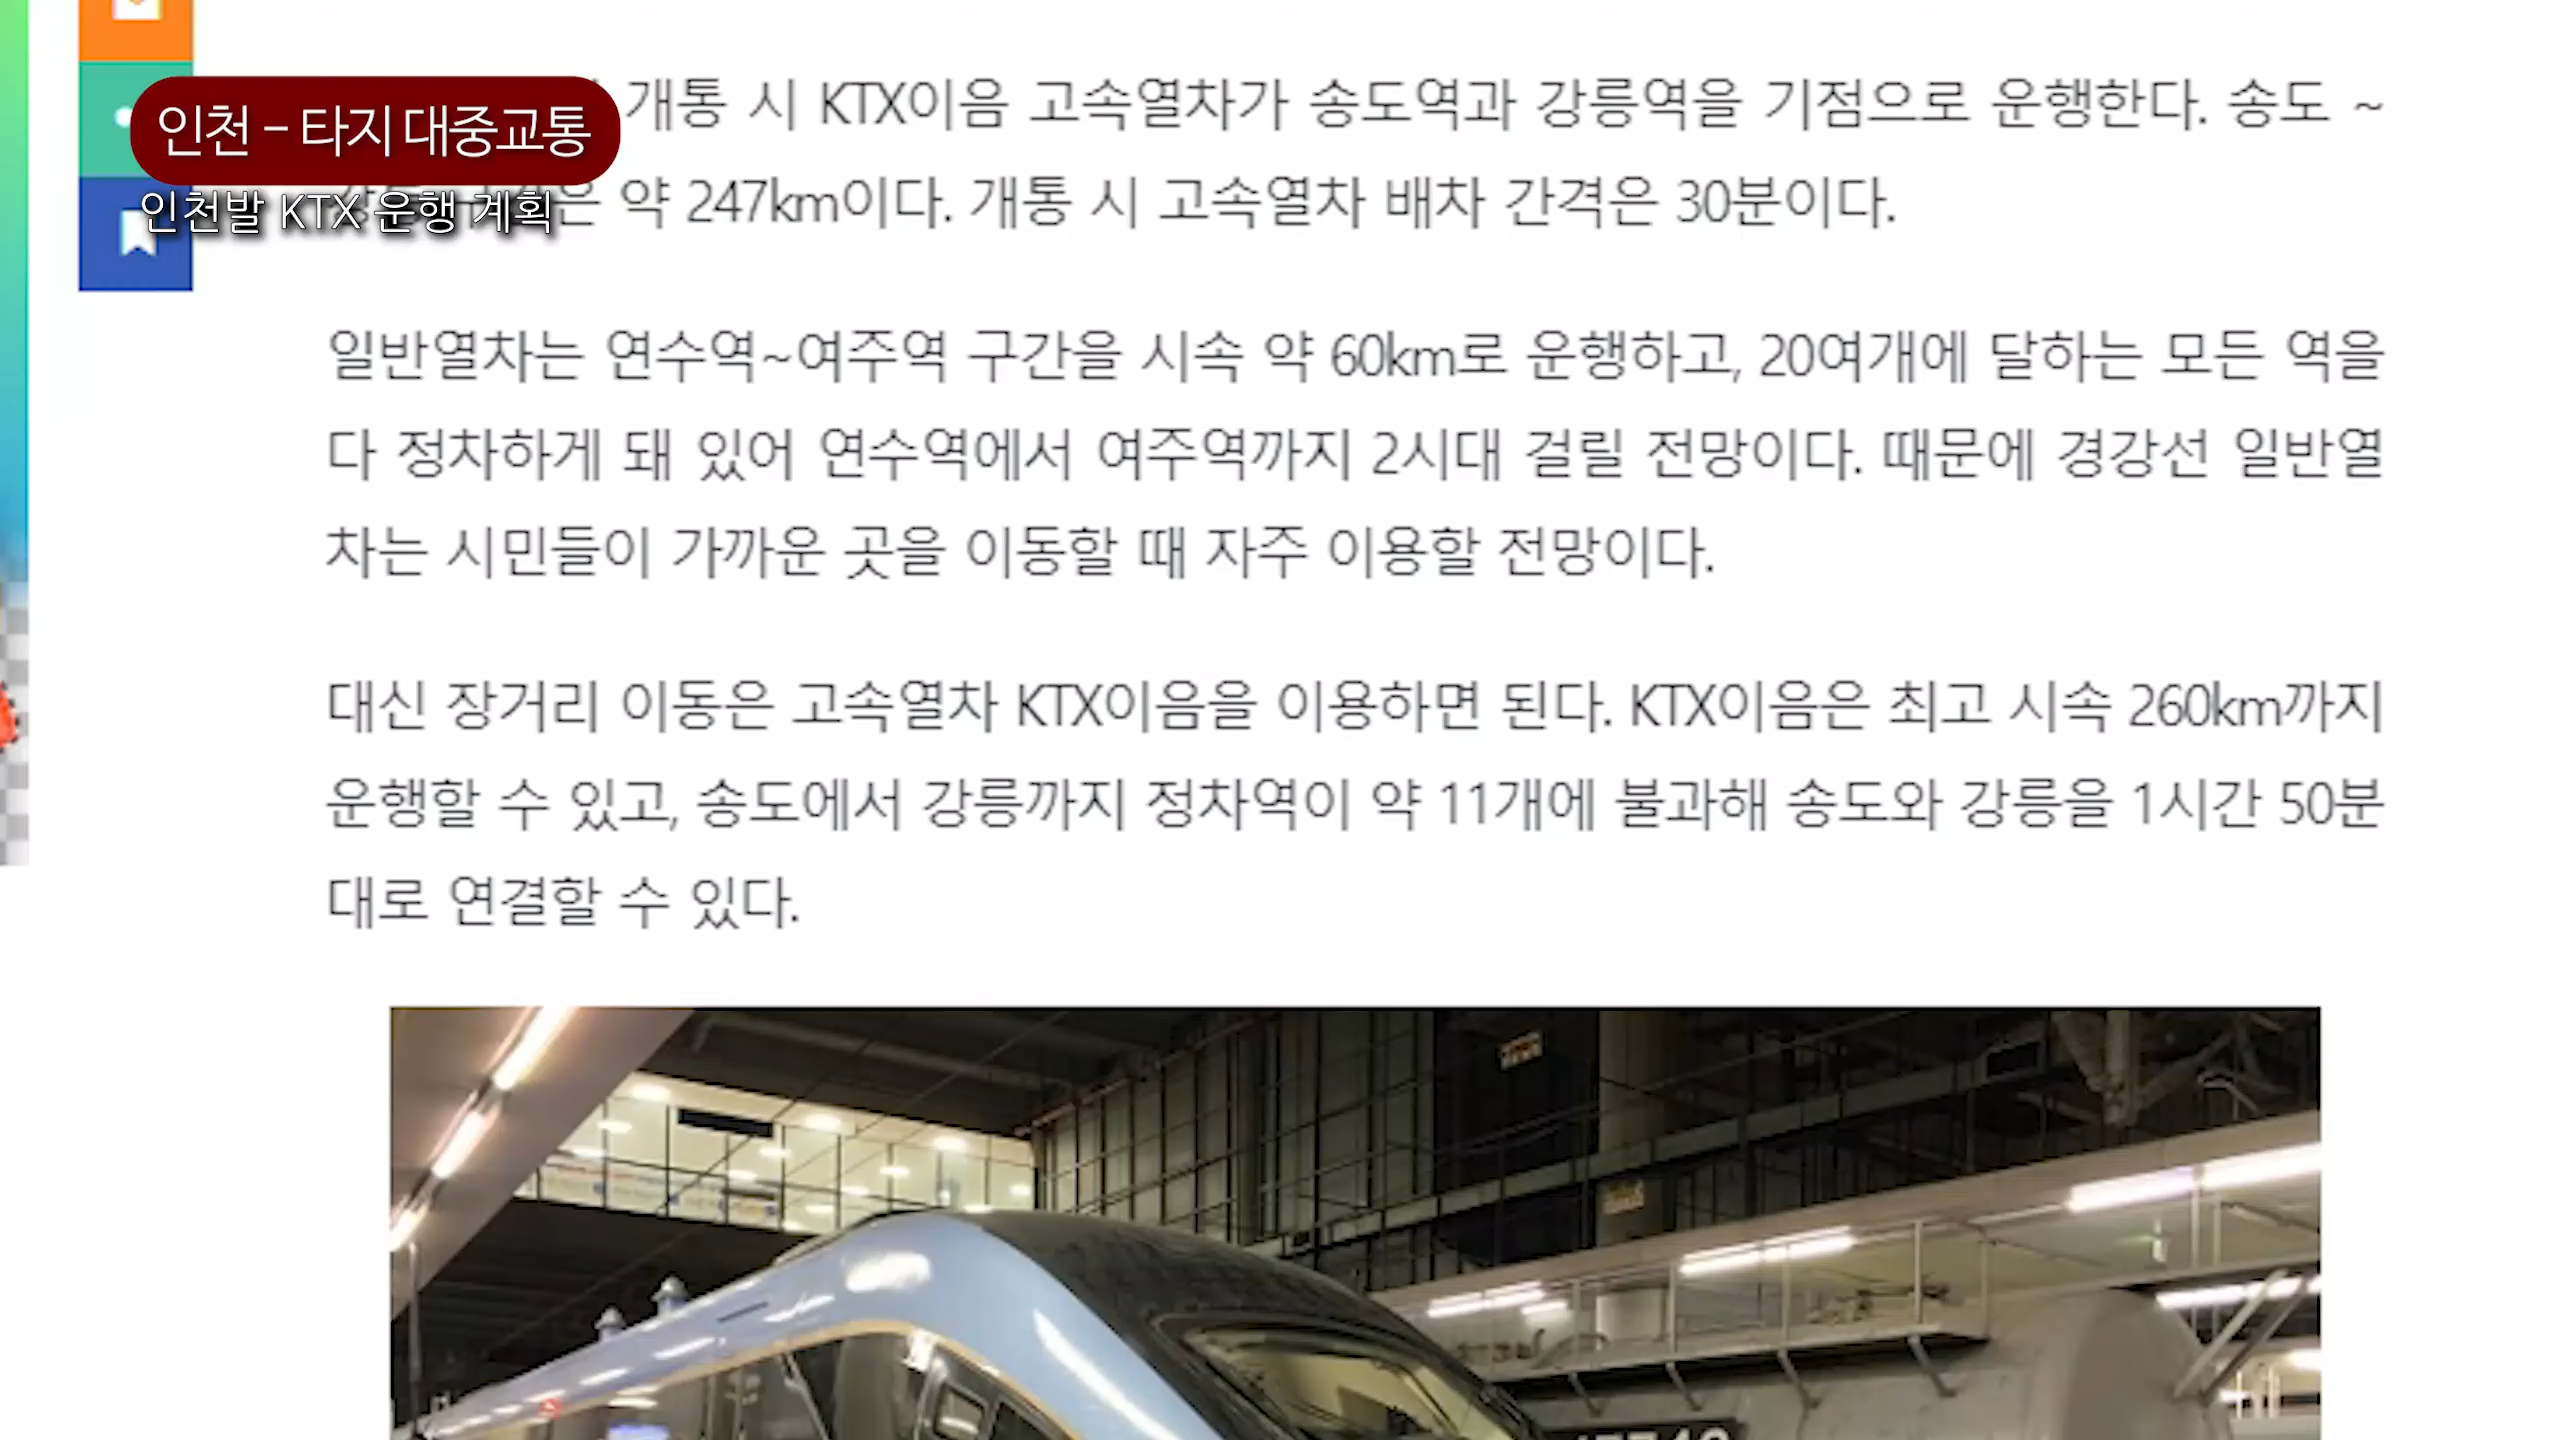 인천 – 타지 대중교통
인천발 KTX 운행 계획
개통 시 KTX이음 고속열차가 송도역과 강릉역을 기점으로 운행한다. 송도 ~
약 247km이다. 개통 시 고속열차 배차 간격은 30분이다.
일반열차는 연수역~여주역 구간을 시속 약 60km로 운행하고, 20여개에 달하는 모든 역을
다 정차하게 돼 있어 연수역에서 여주역까지 2시대 걸릴 전망이다. 때문에 경강선 일반열
차는 시민들이 가까운 곳을 이동할 때 자주 이용할 전망이다.
대신 장거리 이동은 고속열차 KTX이음을 이용하면 된다. KTX이음은 최고 시속 260km까지
운행할 수 있고, 송도에서 강릉까지 정차역이 약 11개에 불과해 송도와 강릉을 1시간 50분
대로 연결할 수 있다.